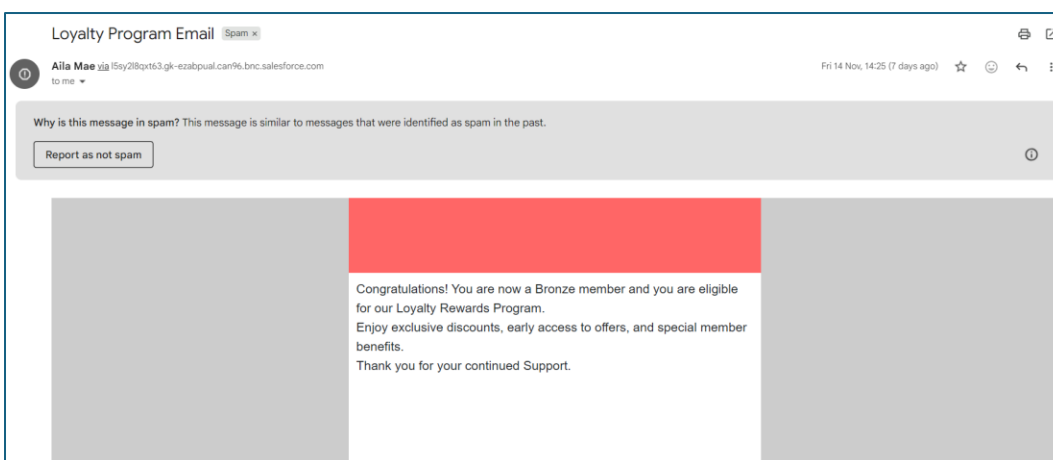 Loyalty Program Email Spam ×
Aila Mae via l5sy2l8qxt63.gk-ezabpual.can96.bnc.salesforce.com
Fri 14 Nov, 14:25 (7 days ago)
to me
Why is this message in spam? This message is similar to messages that were identified as spam in the past.
Report as not spam
Congratulations! You are now a Bronze member and you are eligible
for our Loyalty Rewards Program.
Enjoy exclusive discounts, early access to offers, and special member
benefits.
Thank you for your continued Support.